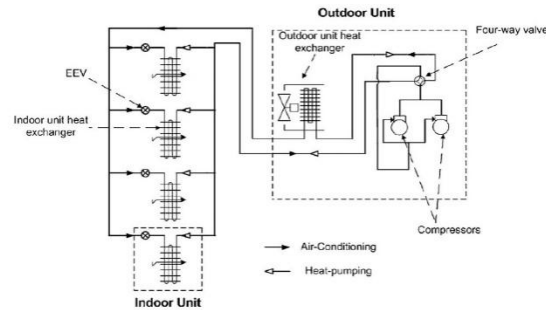 Outdoor Unit
Outdoor unit heat
exchanger
Four-way valve
EEV
Indoor unit heat
exchanger
Compressors
Air-Conditioning
Heat-pumping
Indoor Unit